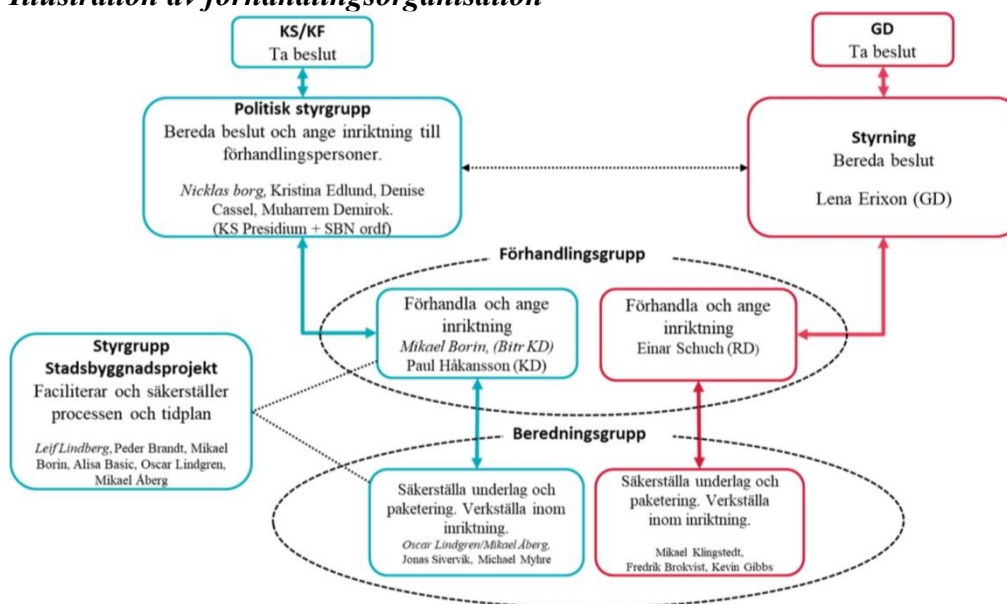 Illustration av förhandlingsorganisation
KS/KF
Ta beslut
GD
Ta beslut
Politisk styrgrupp
Bereda beslut och ange inriktning till
förhandlingspersoner.
Nicklas borg, Kristina Edlund, Denise
Cassel, Muharrem Demirok.
(KS Presidium + SBN ordf)
Styrning
Bereda beslut
Lena Erixon (GD)
Förhandlingsgrupp
Förhandla och ange
inriktning
Mikael Borin, (Bitr KD)
Paul Håkansson (KD)
Förhandla och ange
inriktning
Einar Schuch (RD)
Styrgrupp
Stadsbyggnadsprojekt
Faciliterar och säkerställer
processen och tidplan
Leif Lindberg, Peder Brandt, Mikael
Borin, Alisa Basic, Oscar Lindgren,
Mikael Åberg
Beredningsgrupp
Säkerställa underlag och
paketering. Verkställa inom
inriktning.
Oscar Lindgren/Mikael Åberg,
Jonas Sivervik, Michael Myhre
Säkerställa underlag och
paketering. Verkställa
inom inriktning.
Mikael Klingstedt,
Fredrik Brokvist, Kevin Gibbs